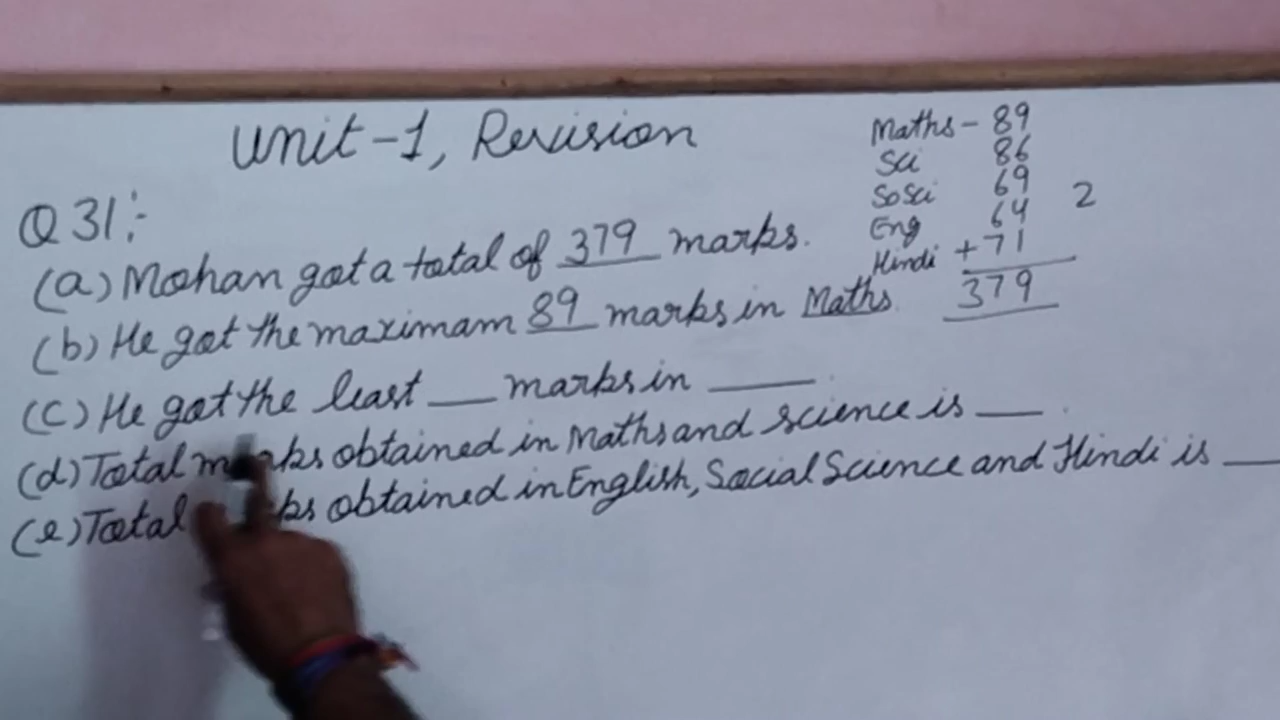 Unit-1, Revision
Q 31:-
(a) Mohan got a total of 379 marks.
(b) He got the maximam 89 marks in Maths.
(c) He got the least ___ marks in ___.
(d) Total marks obtained in Maths and science is ___.
(e) Total obtained in English, Social Science and Hindi is ___
Maths - 89
Sci 86
SoSci 69
Eng 64 2
Hindi + 71
379